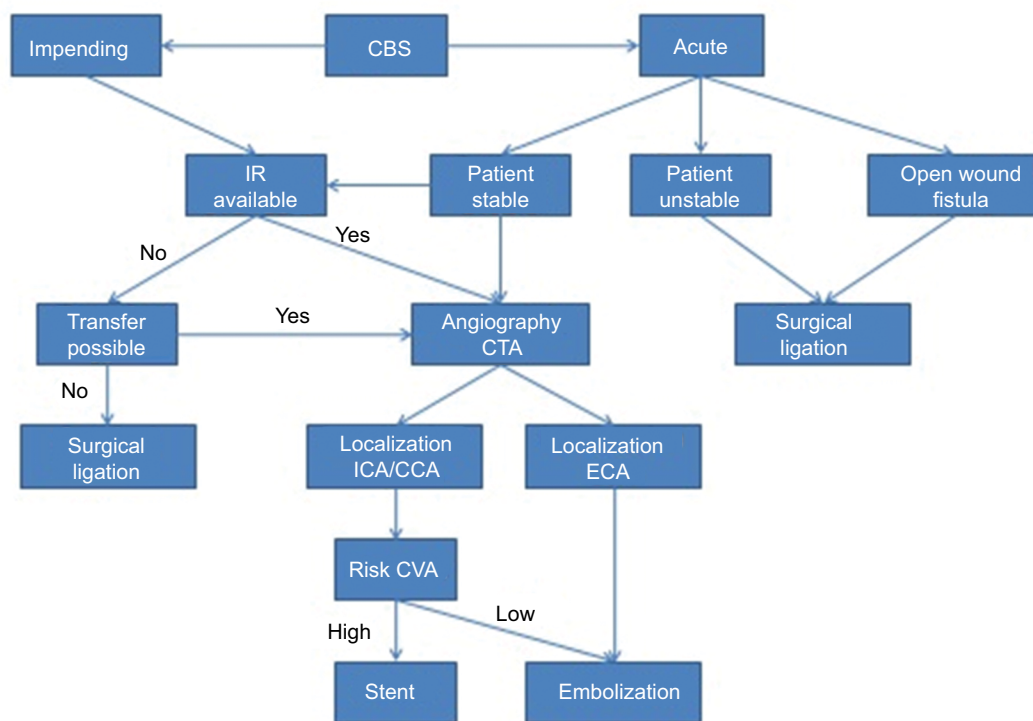 Impending
CBS
Acute
IR
available
Patient
stable
Patient
unstable
Open wound
fistula
No
Yes
Transfer
possible
Yes
Angiography
CTA
Surgical
ligation
No
Surgical
ligation
Localization
ICA/CCA
Localization
ECA
Risk CVA
High
Low
Stent
Embolization